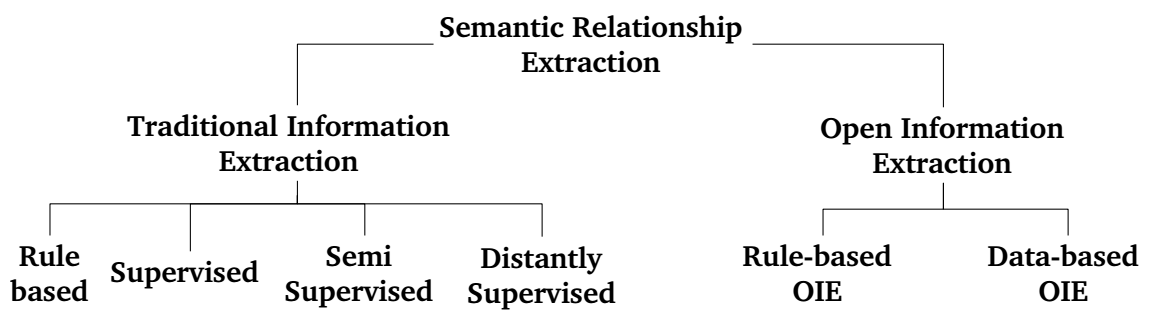 Semantic Relationship
Extraction
Traditional Information
Extraction
Open Information
Extraction
Rule
based
Supervised
Semi
Supervised
Distantly
Supervised
Rule-based
OIE
Data-based
OIE